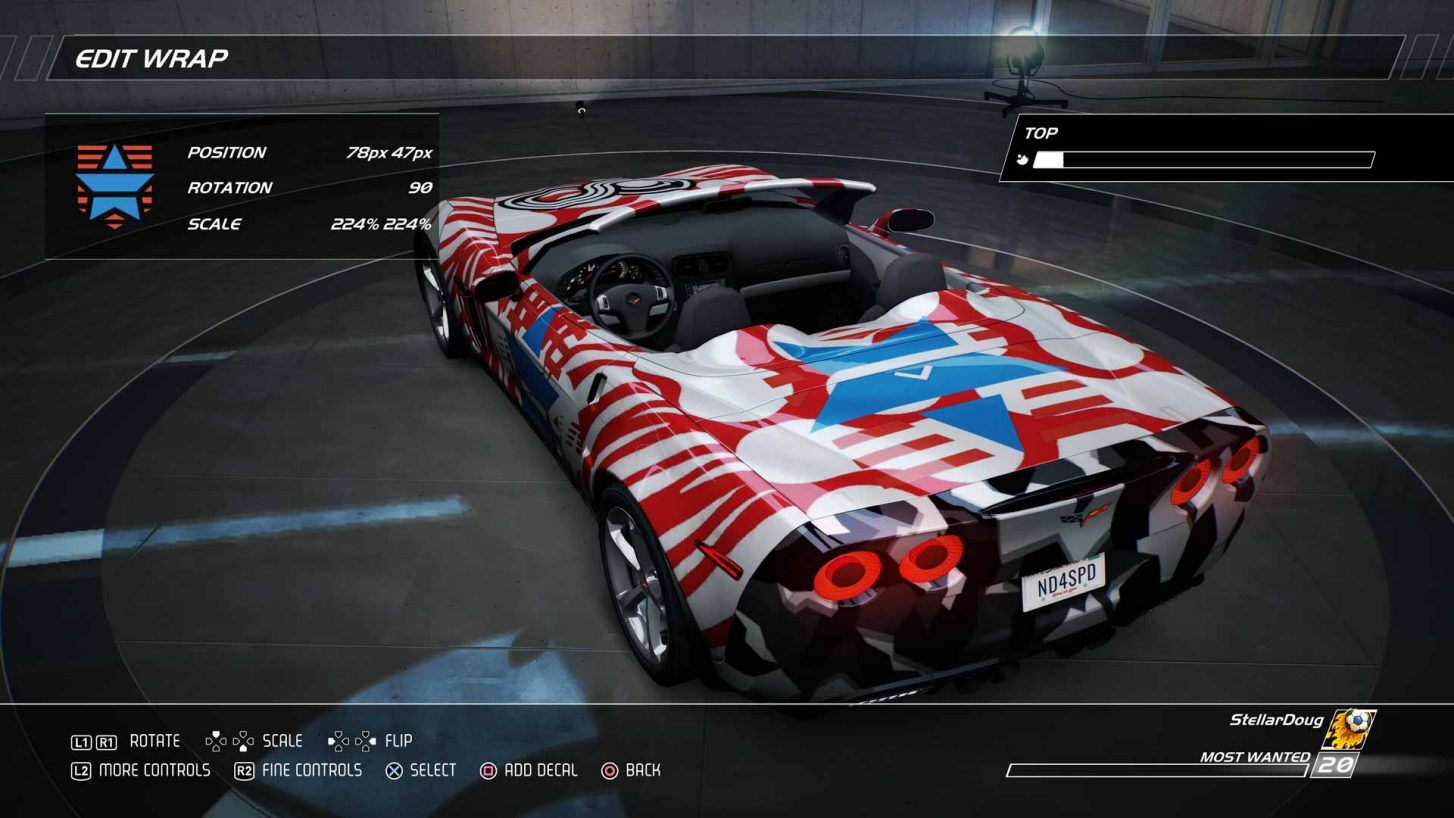 EDIT WRAP
POSITION 78px 47px
ROTATION 90
SCALE 224% 224%
TOP
ND4SPD
StellarDoug
MOST WANTED 20
L1 R1 ROTATE SCALE FLIP
L2 MORE CONTROLS R2 FINE CONTROLS SELECT ADD DECAL BACK